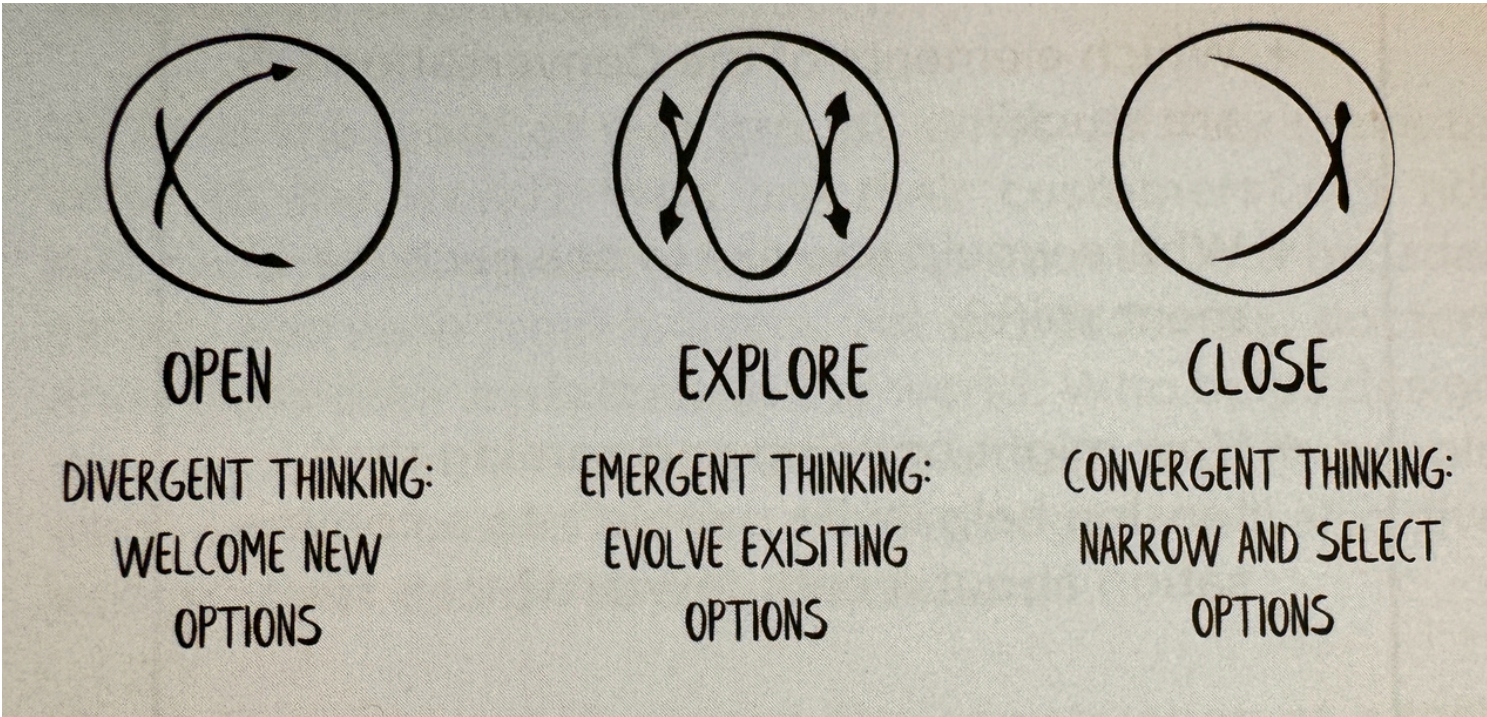 OPEN
DIVERGENT THINKING:
WELCOME NEW
OPTIONS
EXPLORE
EMERGENT THINKING:
EVOLVE EXISITING
OPTIONS
CLOSE
CONVERGENT THINKING:
NARROW AND SELECT
OPTIONS